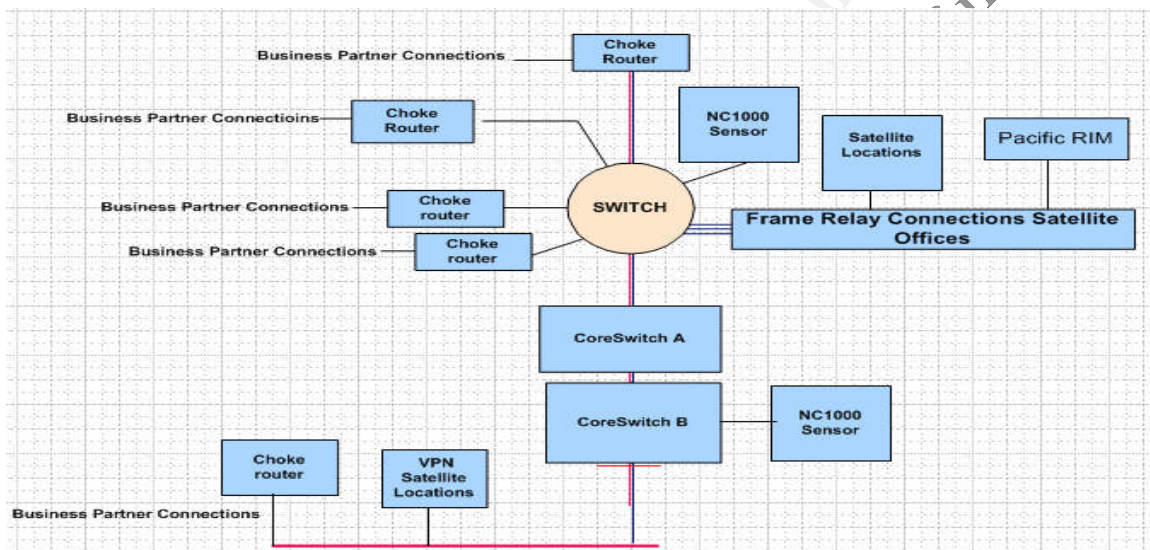 Choke
Router
Business Partner Connections
Choke
Router
Business Partner Connectioins
NC1000
Sensor
Satellite
Locations
Pacific RIM
SWITCH
Choke
router
Business Partner Connections
Frame Relay Connections Satellite
Offices
Choke
router
Business Partner Connections
CoreSwitch A
CoreSwitch B
NC1000
Sensor
Choke
router
VPN
Satellite
Locations
Business Partner Connections